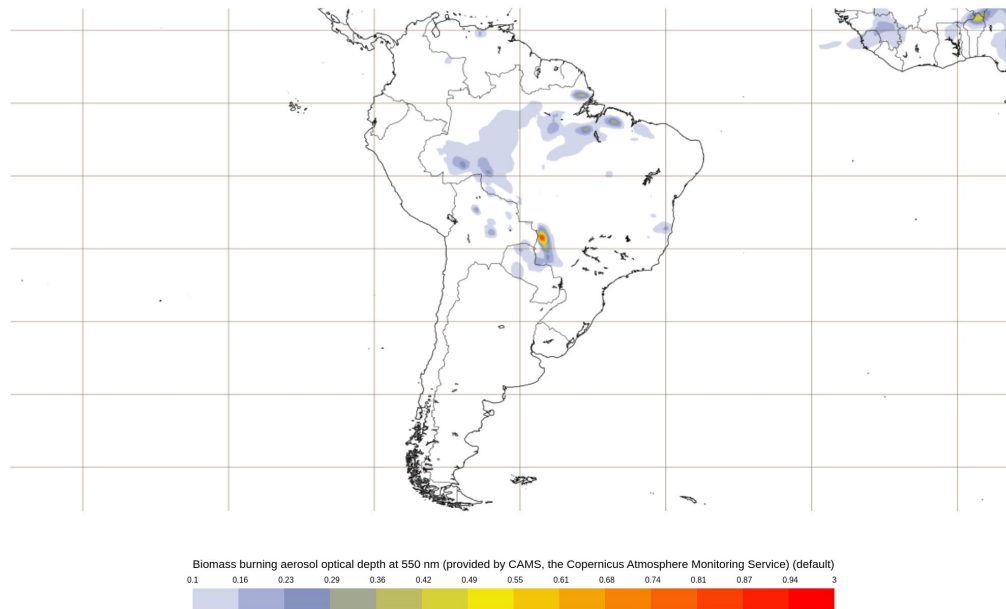 Biomass burning aerosol optical depth at 550 nm (provided by CAMS, the Copernicus Atmosphere Monitoring Service) (default)
0.1 0.16 0.23 0.29 0.36 0.42 0.49 0.55 0.61 0.68 0.74 0.81 0.87 0.94 3